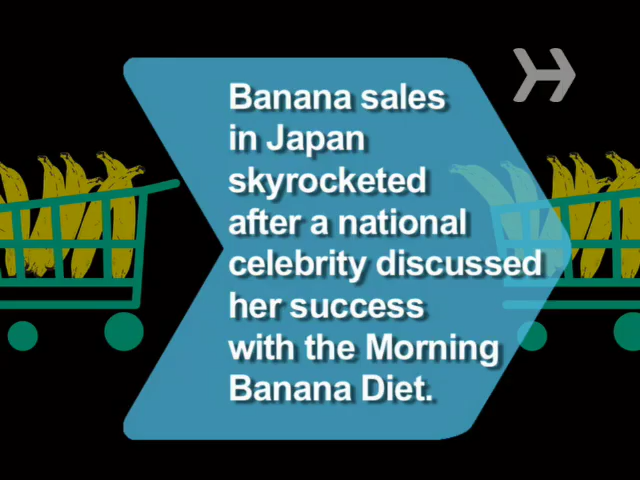 Banana sales
in Japan
skyrocketed
after a national
celebrity discussed
her success
with the Morning
Banana Diet.